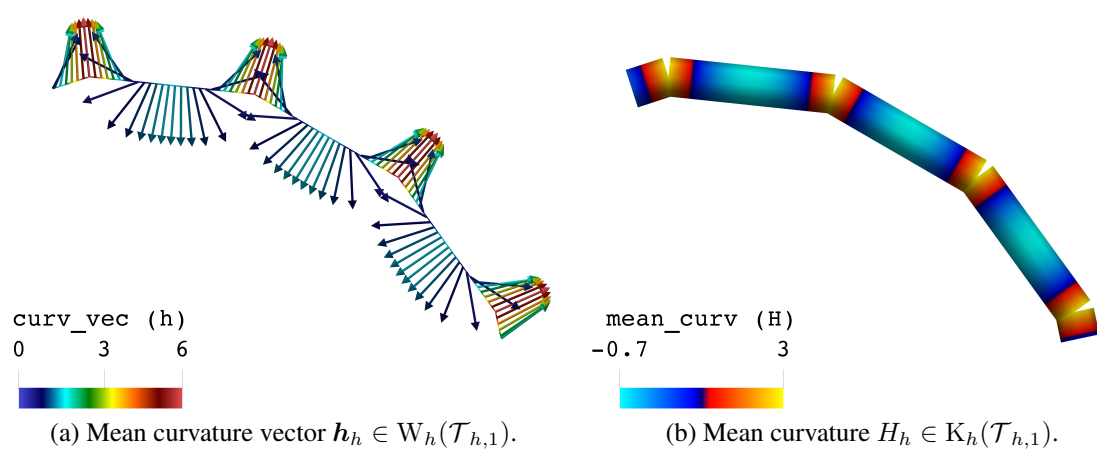 curv_vec (h)
0 3 6
mean_curv (H)
−0.7 3
(a) Mean curvature vector 𝒉ₕ ∈ Wₕ(𝒯ₕ,₁).
(b) Mean curvature Hₕ ∈ Kₕ(𝒯ₕ,₁).